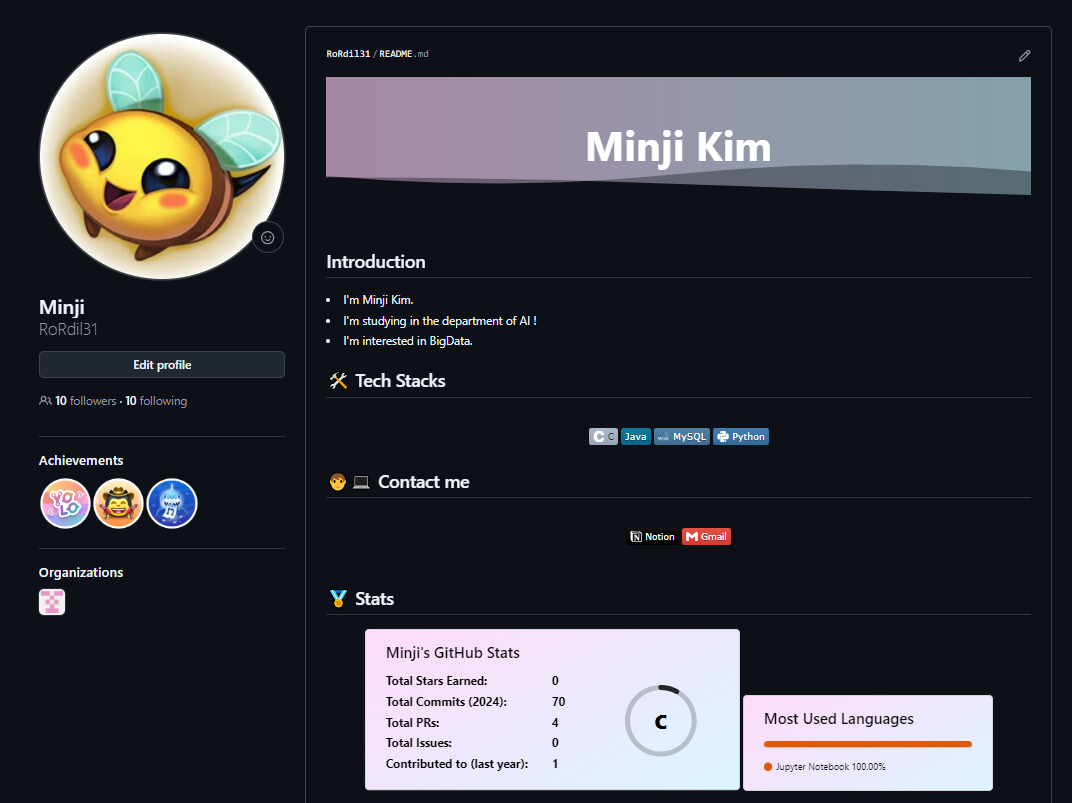 Minji
RoRdil31
Edit profile
10 followers · 10 following
Achievements
YOLO
Organizations
RoRdil31 / README.md
Minji Kim
Introduction
• I'm Minji Kim.
• I'm studying in the department of AI !
• I'm interested in BigData.
🛠 Tech Stacks
C C Java MySQL Python
🧑💻 Contact me
Notion Gmail
🏅 Stats
Minji's GitHub Stats
Total Stars Earned: 0
Total Commits (2024): 70
Total PRs: 4
Total Issues: 0
Contributed to (last year): 1
C
Most Used Languages
Jupyter Notebook 100.00%